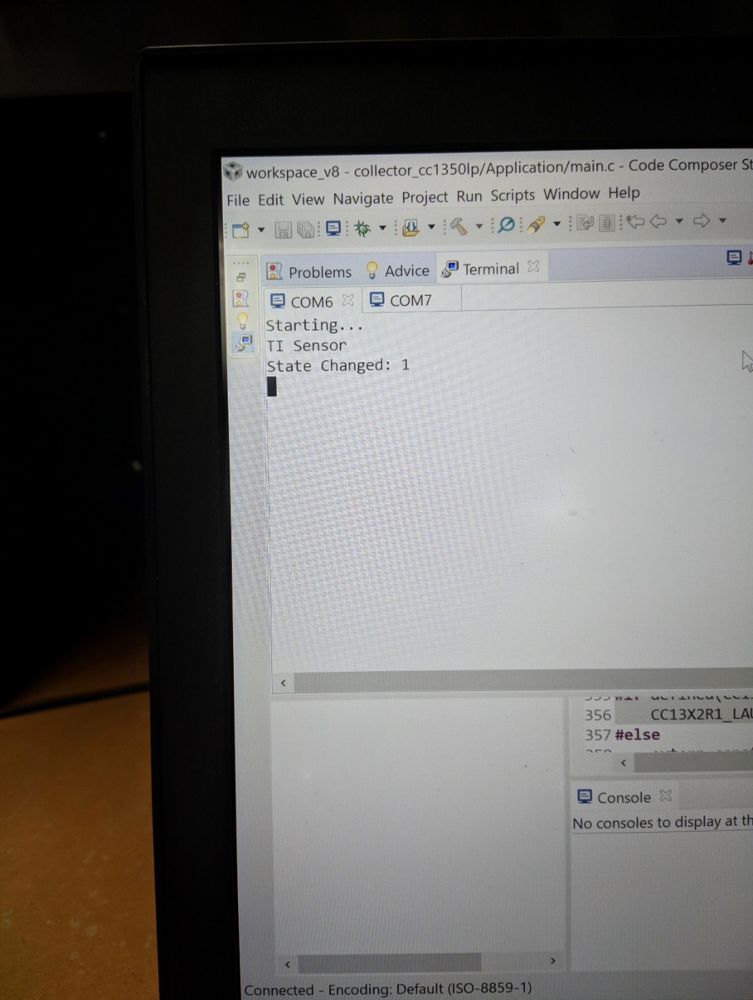 workspace_v8 - collector_cc1350lp/Application/main.c - Code Composer St
File Edit View Navigate Project Run Scripts Window Help
Problems Advice Terminal
COM6 COM7
Starting...
TI Sensor
State Changed: 1
356 CC13X2R1_LAU
357 #else
Console
No consoles to display at th
Connected - Encoding: Default (ISO-8859-1)